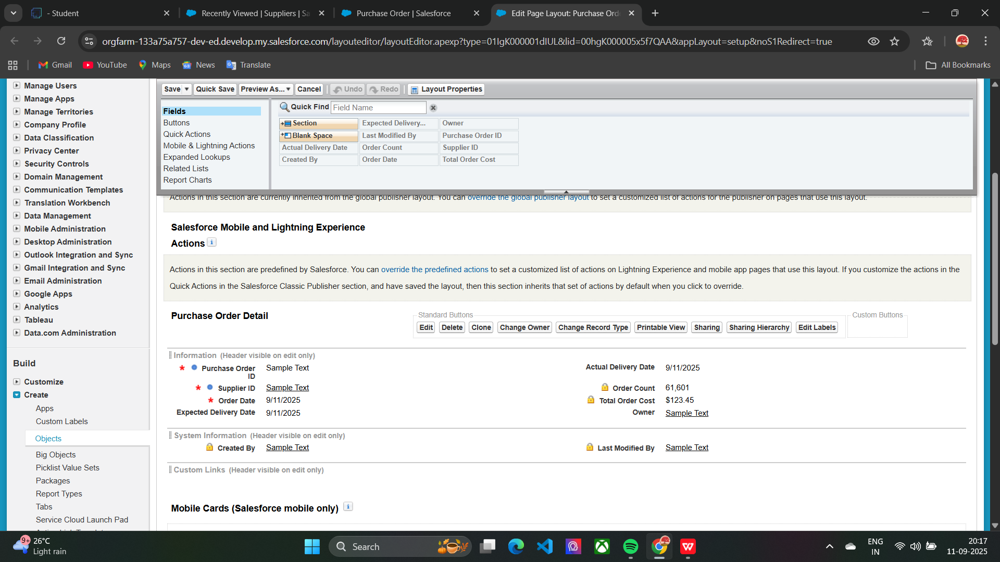 - Student
Recently Viewed | Suppliers | Sa
Purchase Order | Salesforce
Edit Page Layout: Purchase Orde
orgfarm-133a75a757-dev-ed.develop.my.salesforce.com/layouteditor/layoutEditor.apexp?type=01IgK000001dIUL&lid=00hgK000005x5f7QAA&appLayout=setup&noS1Redirect=true
Gmail
YouTube
Maps
News
Translate
All Bookmarks
Manage Users
Manage Apps
Manage Territories
Company Profile
Data Classification
Privacy Center
Security Controls
Domain Management
Communication Templates
Translation Workbench
Data Management
Mobile Administration
Desktop Administration
Outlook Integration and Sync
Gmail Integration and Sync
Email Administration
Google Apps
Analytics
Tableau
Data.com Administration
Build
Customize
Create
Apps
Custom Labels
Objects
Big Objects
Picklist Value Sets
Packages
Report Types
Tabs
Service Cloud Launch Pad
Save Quick Save Preview As... Cancel Undo Redo Layout Properties
Fields
Buttons
Quick Actions
Mobile & Lightning Actions
Expanded Lookups
Related Lists
Report Charts
Quick Find Field Name
Section Expected Delivery... Owner
Blank Space Last Modified By Purchase Order ID
Actual Delivery Date Order Count Supplier ID
Created By Order Date Total Order Cost
Actions in this section are currently inherited from the global publisher layout. You can override the global publisher layout to set a customized list of actions for the publisher on pages that use this layout.
Salesforce Mobile and Lightning Experience
Actions
Actions in this section are predefined by Salesforce. You can override the predefined actions to set a customized list of actions on Lightning Experience and mobile app pages that use this layout. If you customize the actions in the
Quick Actions in the Salesforce Classic Publisher section, and have saved the layout, then this section inherits that set of actions by default when you click to override.
Purchase Order Detail
Standard Buttons
Edit Delete Clone Change Owner Change Record Type Printable View Sharing Sharing Hierarchy Edit Labels
Custom Buttons
Information (Header visible on edit only)
* Purchase Order ID Sample Text
Actual Delivery Date 9/11/2025
* Supplier ID Sample Text
Order Count 61,601
* Order Date 9/11/2025
Total Order Cost $123.45
Expected Delivery Date 9/11/2025
Owner Sample Text
System Information (Header visible on edit only)
Created By Sample Text
Last Modified By Sample Text
Custom Links (Header visible on edit only)
Mobile Cards (Salesforce mobile only)
9+
26°C
Light rain
Search
ENG
IN
20:17
11-09-2025